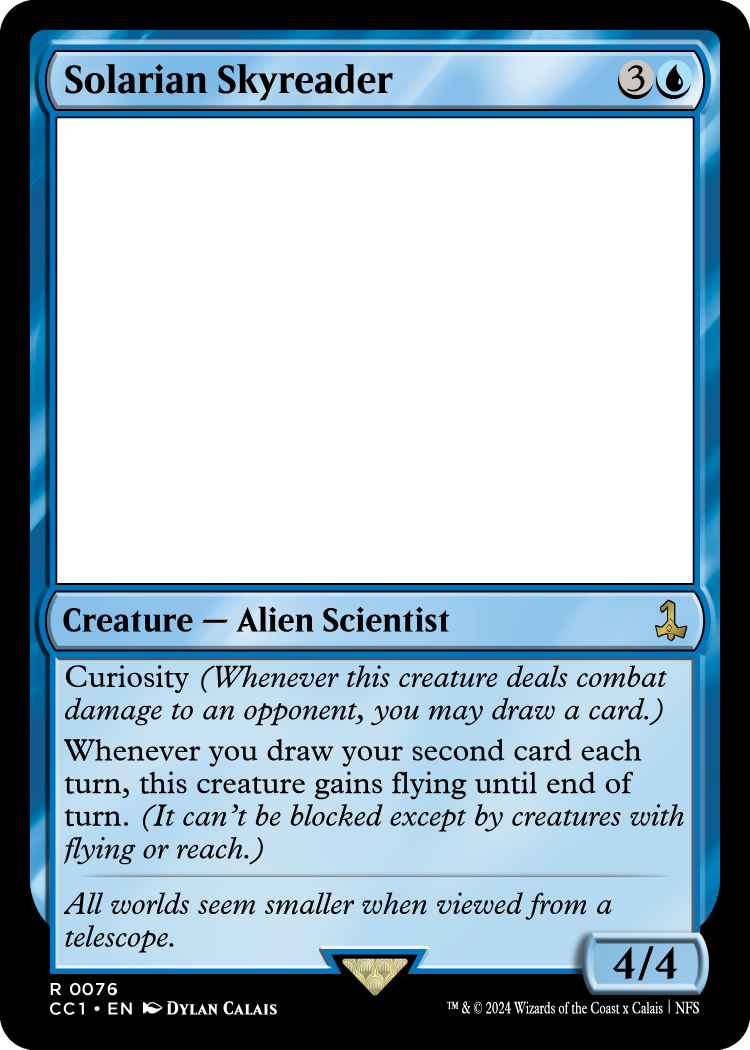 Solarian Skyreader 3
Creature — Alien Scientist
Curiosity (Whenever this creature deals combat
damage to an opponent, you may draw a card.)
Whenever you draw your second card each
turn, this creature gains flying until end of
turn. (It can’t be blocked except by creatures with
flying or reach.)
All worlds seem smaller when viewed from a
telescope.
4/4
R 0076
CC1 • EN Dylan Calais
™ & © 2024 Wizards of the Coast x Calais | NFS